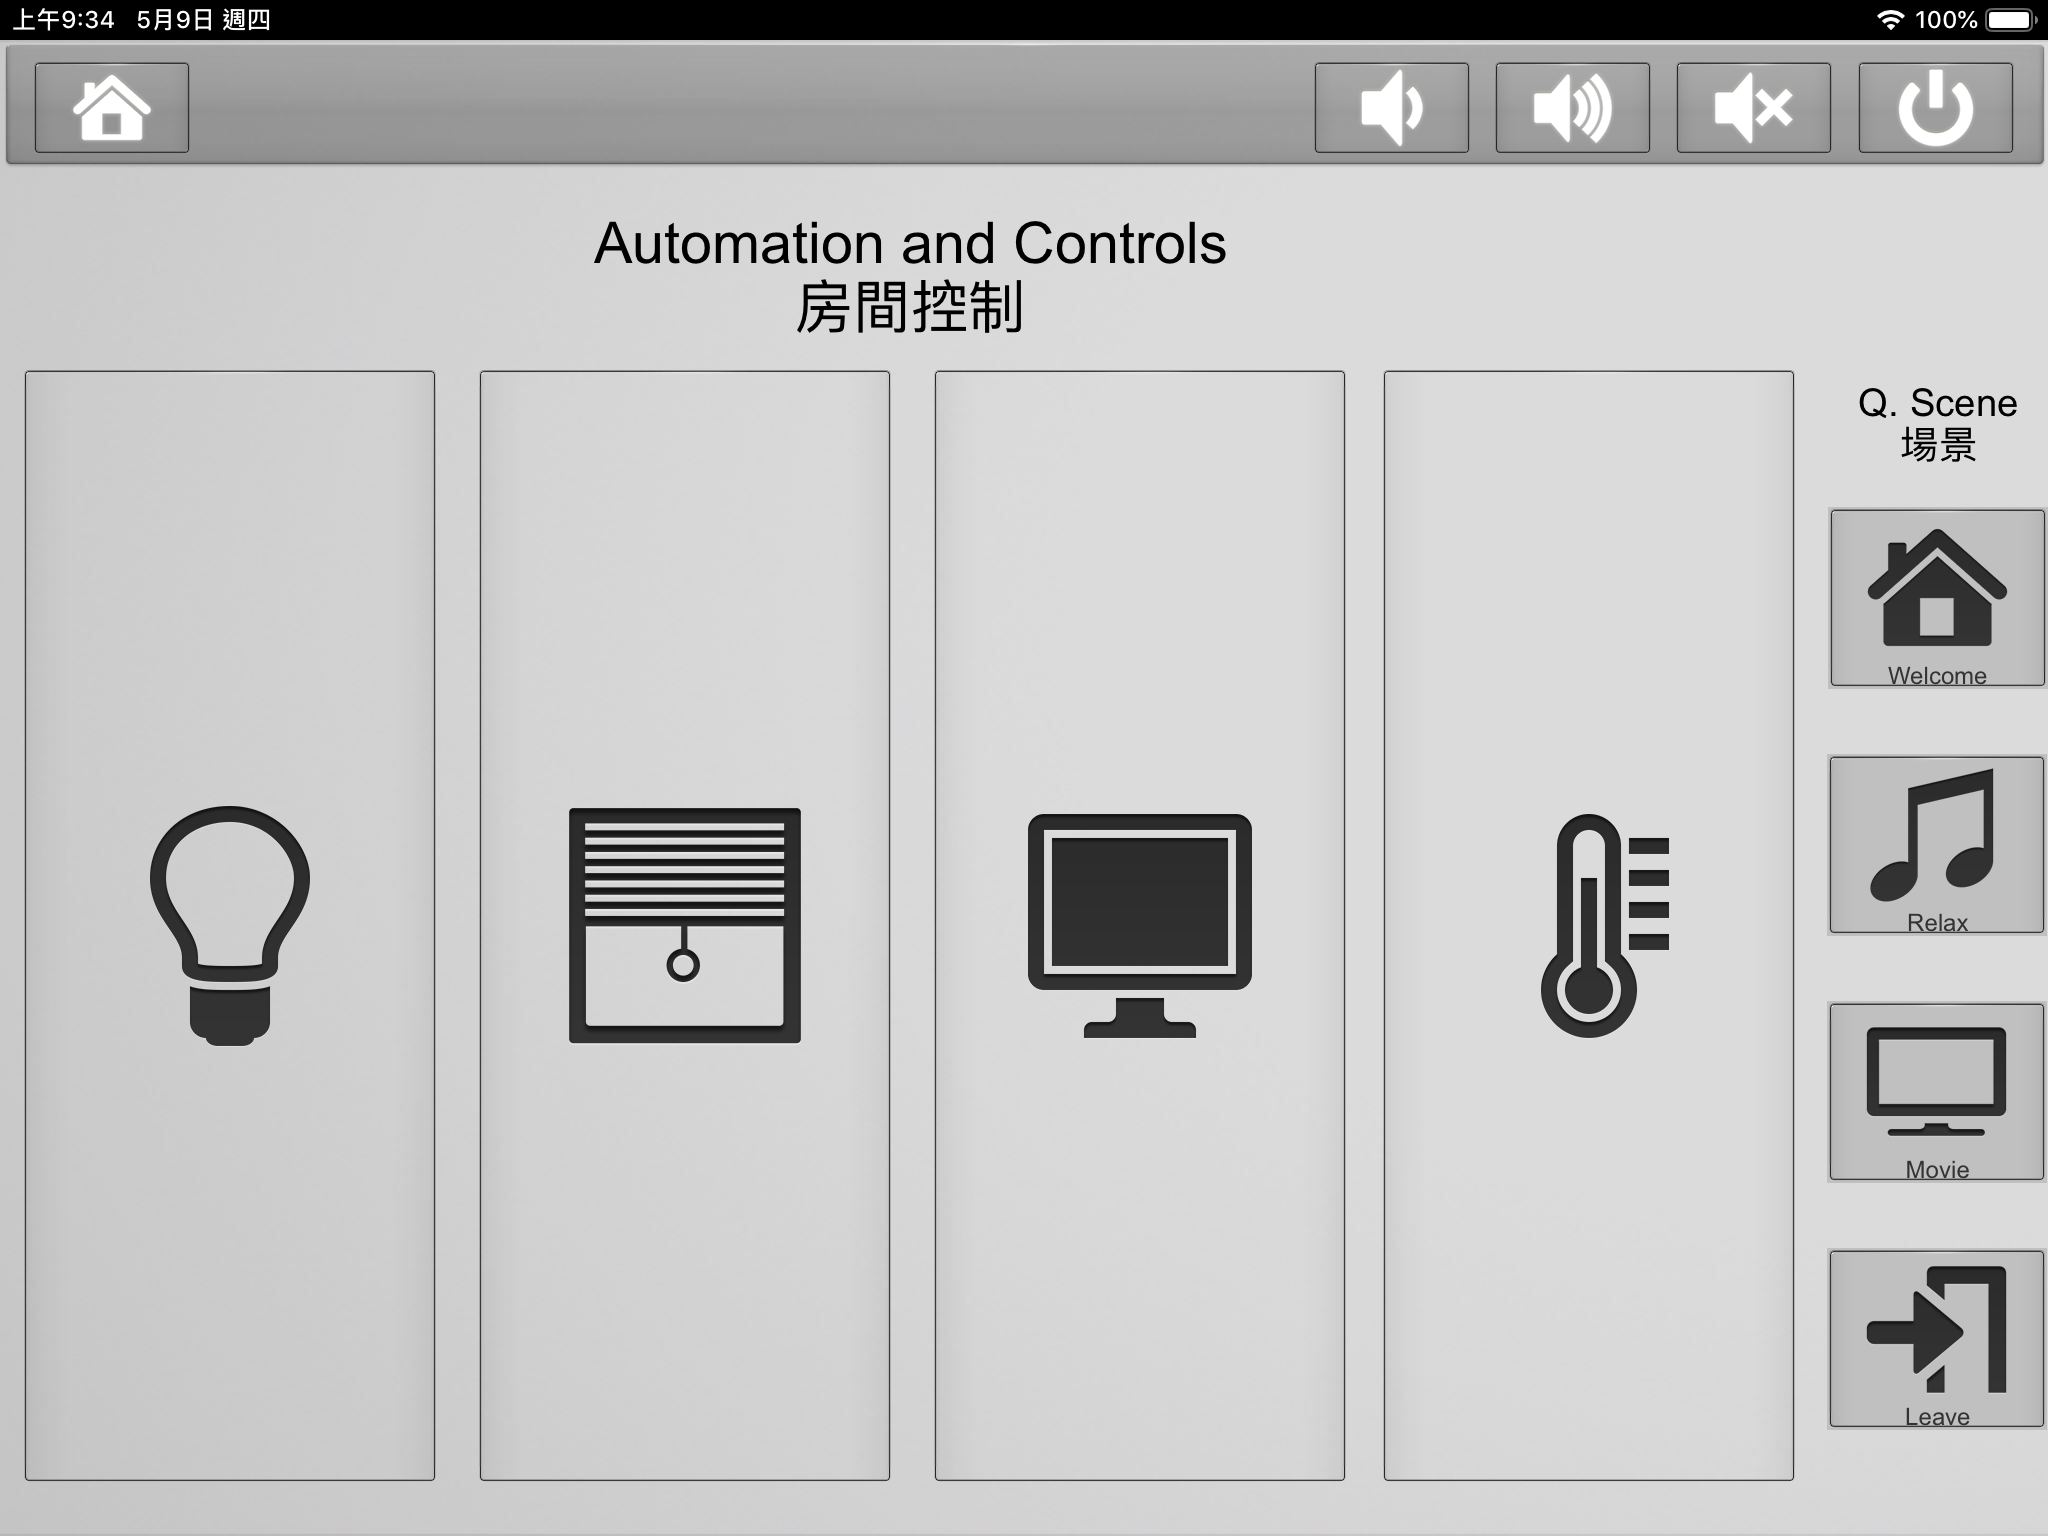 上午9:34 5月9日 週四
100%
Automation and Controls
房間控制
Q. Scene
場景
Welcome
Relax
Movie
Leave